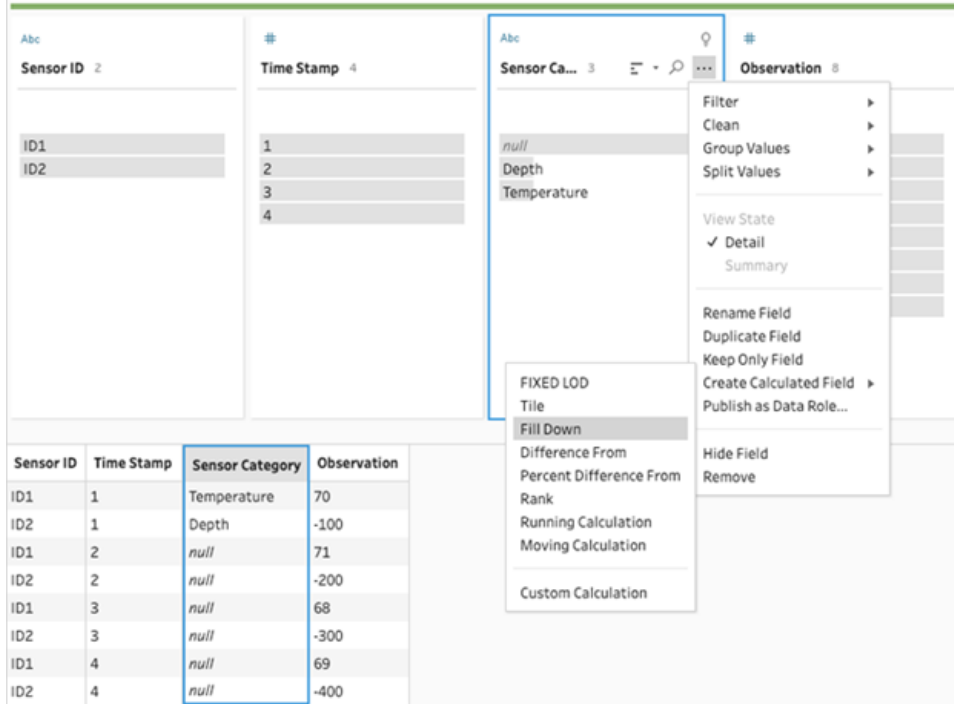 Abc
Sensor ID 2
ID1
ID2
#
Time Stamp 4
1
2
3
4
Abc
Sensor Ca... 3
null
Depth
Temperature
#
Observation 8
Filter
Clean
Group Values
Split Values
View State
✓ Detail
Summary
Rename Field
Duplicate Field
Keep Only Field
Create Calculated Field
Publish as Data Role...
Hide Field
Remove
FIXED LOD
Tile
Fill Down
Difference From
Percent Difference From
Rank
Running Calculation
Moving Calculation
Custom Calculation
Sensor ID Time Stamp Sensor Category Observation
ID1 1 Temperature 70
ID2 1 Depth -100
ID1 2 null 71
ID2 2 null -200
ID1 3 null 68
ID2 3 null -300
ID1 4 null 69
ID2 4 null -400